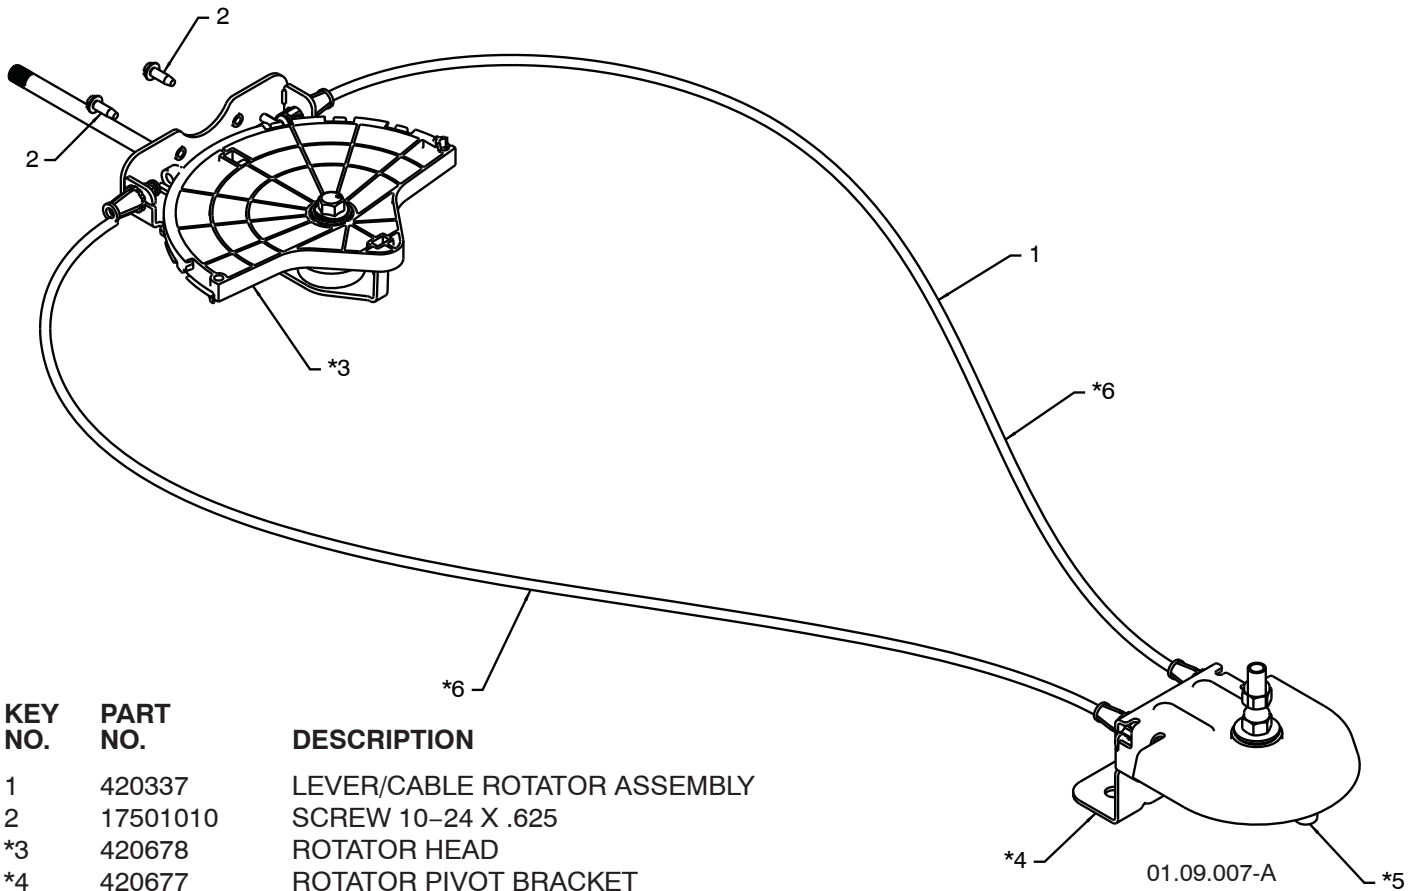 2
2
1
*3
*6
*6
KEY NO. PART NO. DESCRIPTION
1 420337 LEVER/CABLE ROTATOR ASSEMBLY
2 17501010 SCREW 10–24 X .625
*3 420678 ROTATOR HEAD
*4 420677 ROTATOR PIVOT BRACKET
*4
01.09.007-A
*5